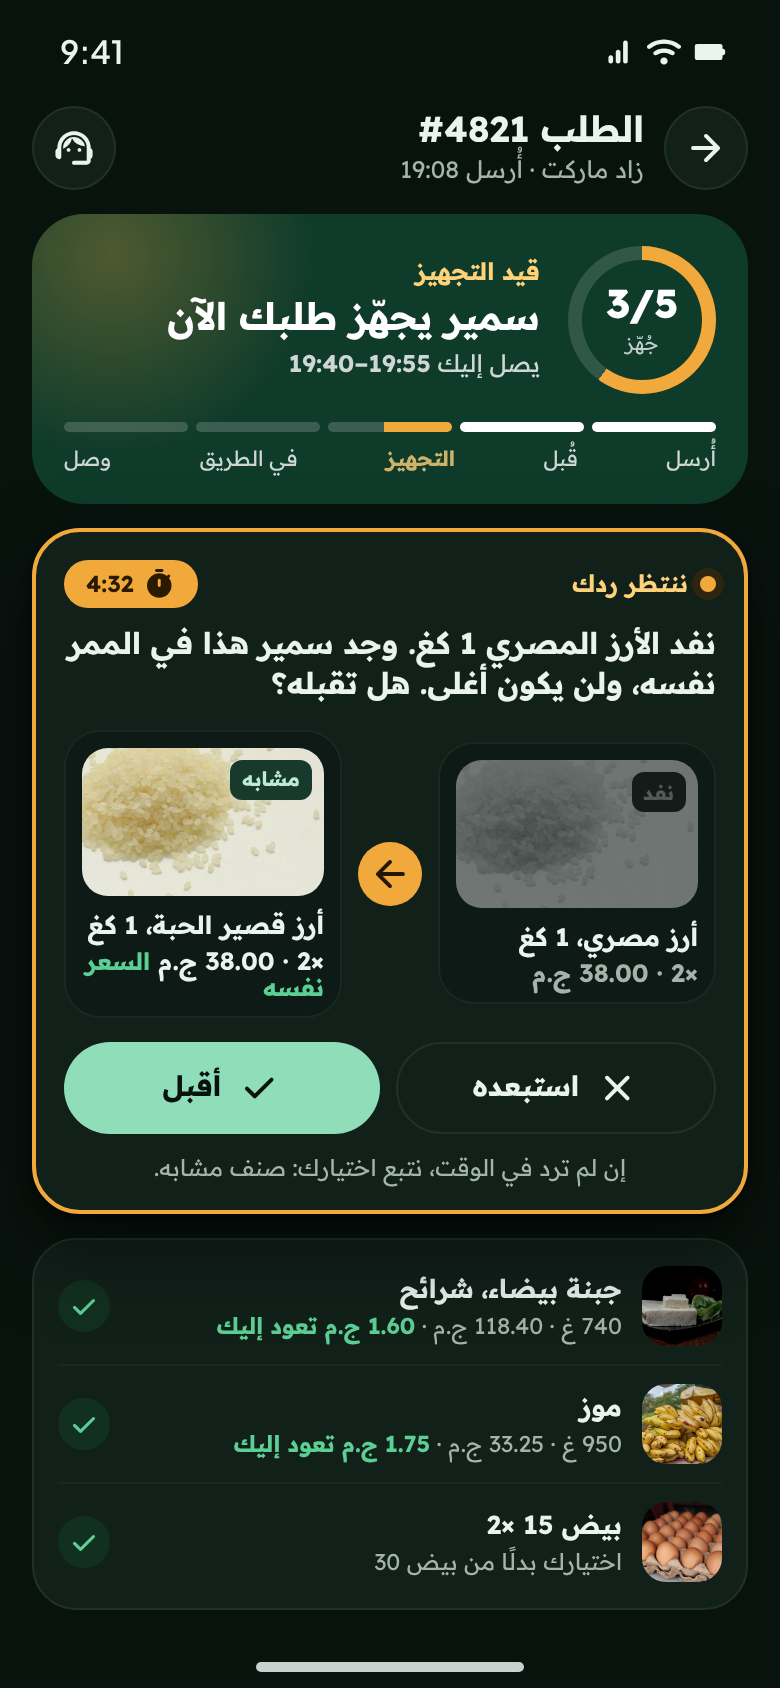 9:41
الطلب #4821
زاد ماركت · أُرسل 19:08
3/5
جُهّز
قيد التجهيز
سمير يجهّز طلبك الآن
يصل إليك 19:40–19:55
أُرسل
قُبل
التجهيز
في الطريق
وصل
ننتظر ردك
4:32
نفد الأرز المصري 1 كغ. وجد سمير هذا في الممر
نفسه، ولن يكون أغلى. هل تقبله؟
نفد
أرز مصري، 1 كغ
2× · 38.00 ج.م
مشابه
أرز قصير الحبة، 1 كغ
2× · 38.00 ج.م السعر
نفسه
استبعده
أقبل
إن لم ترد في الوقت، نتبع اختيارك: صنف مشابه.
جبنة بيضاء، شرائح
740 غ · 118.40 ج.م · 1.60 ج.م تعود إليك
موز
950 غ · 33.25 ج.م · 1.75 ج.م تعود إليك
بيض 15 ×2
اختيارك بدلًا من بيض 30